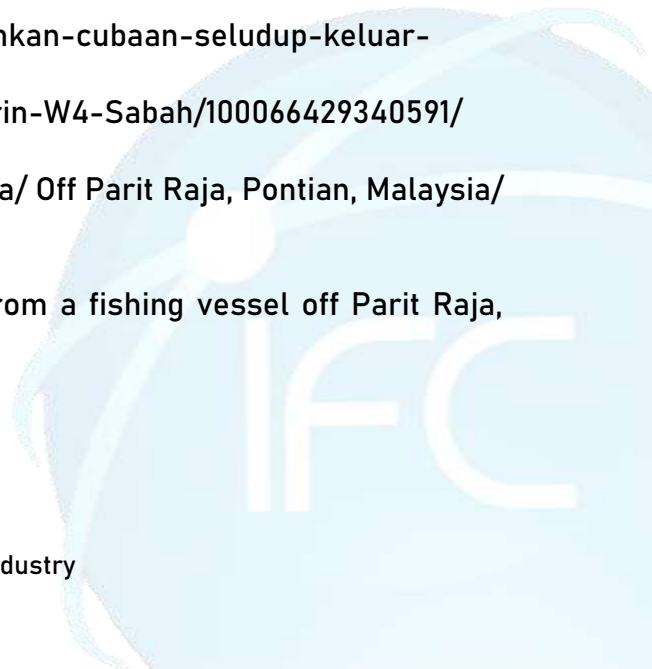 nkan-cubaan-seludup-keluar-
rin-W4-Sabah/100066429340591/
a/ Off Parit Raja, Pontian, Malaysia/
rom a fishing vessel off Parit Raja,
IFC
dustry